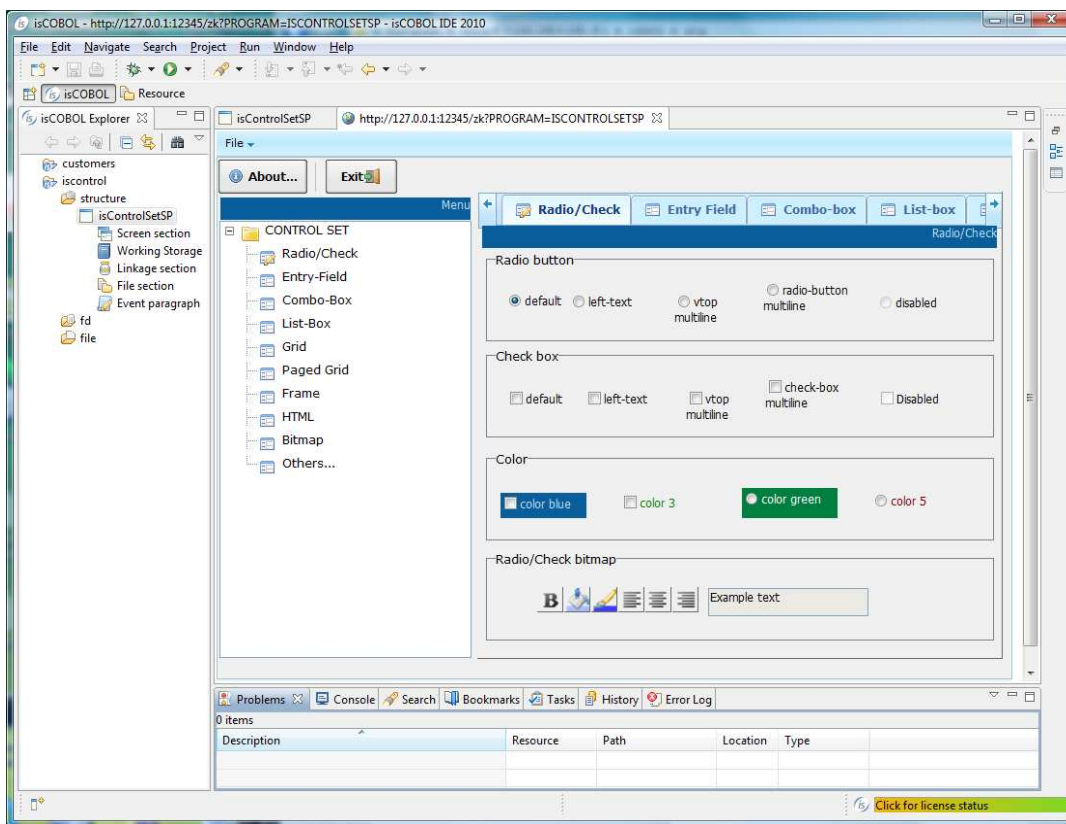 isCOBOL - http://127.0.0.1:12345/zk?PROGRAM=ISCONTROLSETSP - isCOBOL IDE 2010
File Edit Navigate Search Project Run Window Help
isCOBOL Resource
isCOBOL Explorer
customers
iscontrol
structure
isControlSetSP
Screen section
Working Storage
Linkage section
File section
Event paragraph
fd
file
isControlSetSP http://127.0.0.1:12345/zk?PROGRAM=ISCONTROLSETSP
File
About... Exit
Menu
CONTROL SET
Radio/Check
Entry-Field
Combo-Box
List-Box
Grid
Paged Grid
Frame
HTML
Bitmap
Others...
Radio/Check Entry Field Combo-box List-box
Radio/Check
Radio button
default left-text vtop
multiline
radio-button
multiline
disabled
Check box
default left-text vtop
multiline
check-box
multiline
Disabled
Color
color blue color 3 color green color 5
Radio/Check bitmap
B Example text
Problems Console Search Bookmarks Tasks History Error Log
0 items
Description Resource Path Location Type
Click for license status